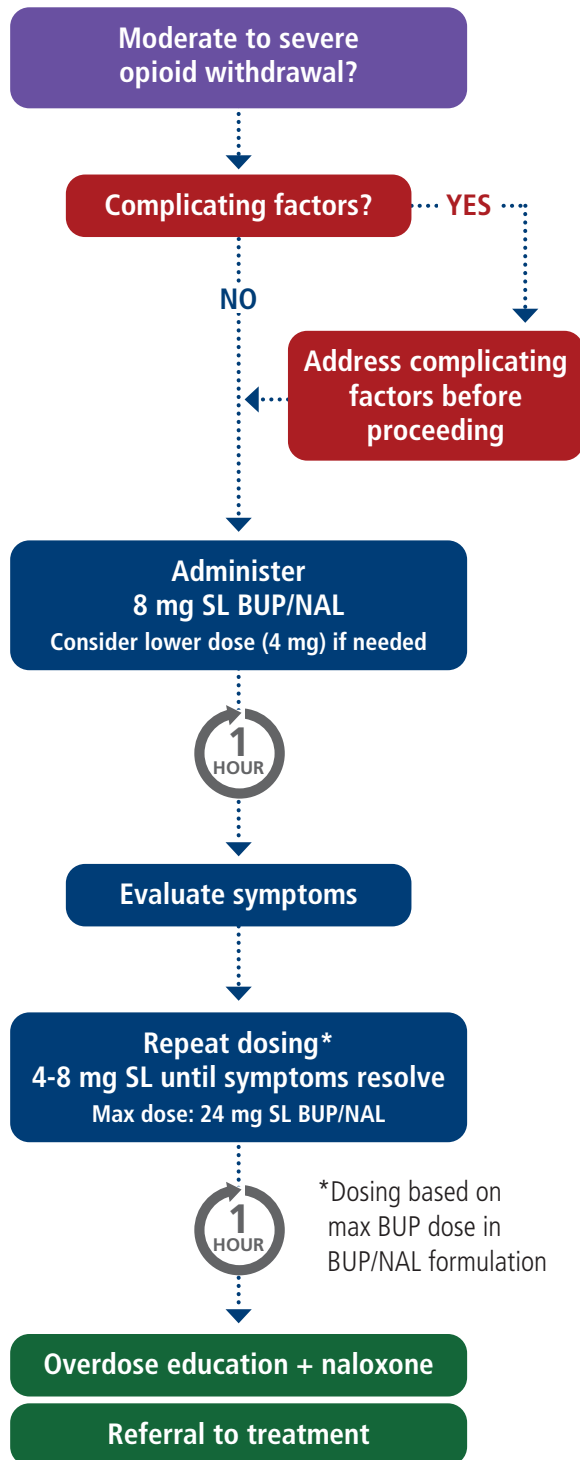 Moderate to severe
opioid withdrawal?
Complicating factors?
YES
NO
Address complicating
factors before
proceeding
Administer
8 mg SL BUP/NAL
Consider lower dose (4 mg) if needed
1
HOUR
Evaluate symptoms
Repeat dosing*
4-8 mg SL until symptoms resolve
Max dose: 24 mg SL BUP/NAL
1
HOUR
*Dosing based on
max BUP dose in
BUP/NAL formulation
Overdose education + naloxone
Referral to treatment